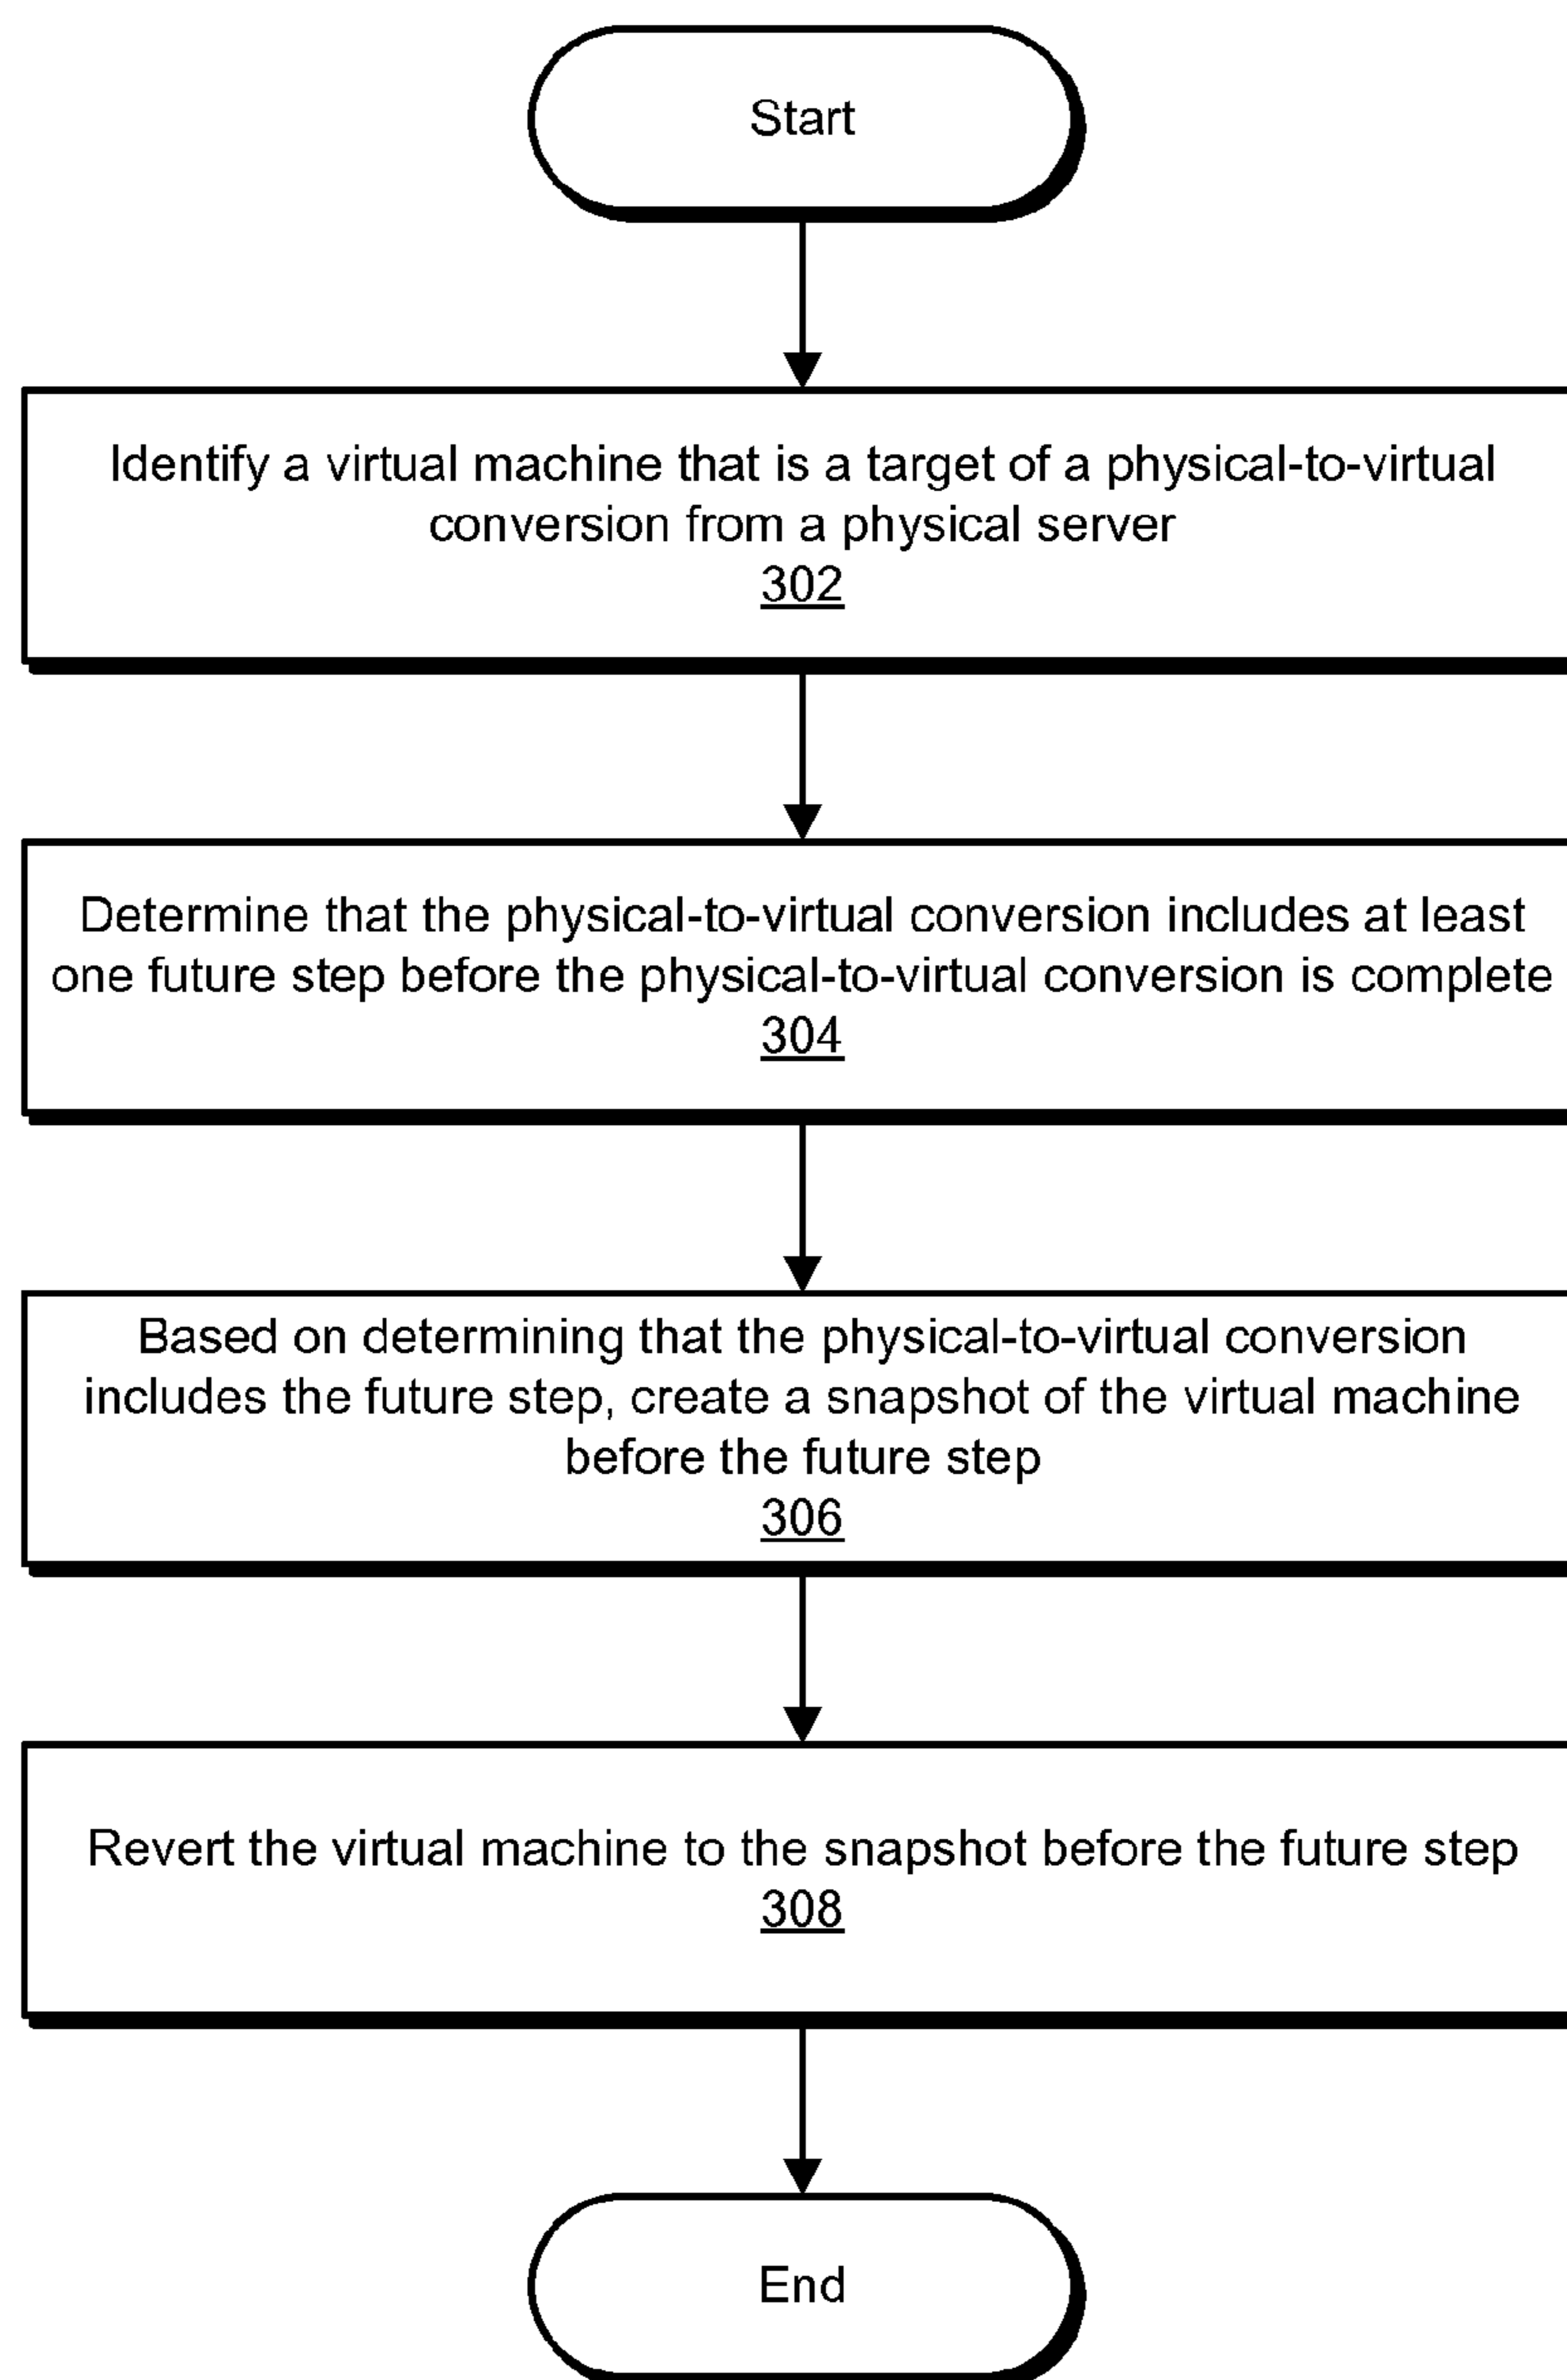 Start
Identify a virtual machine that is a target of a physical-to-virtual
conversion from a physical server
302
Determine that the physical-to-virtual conversion includes at least
one future step before the physical-to-virtual conversion is complete
304
Based on determining that the physical-to-virtual conversion
includes the future step, create a snapshot of the virtual machine
before the future step
306
Revert the virtual machine to the snapshot before the future step
308
End